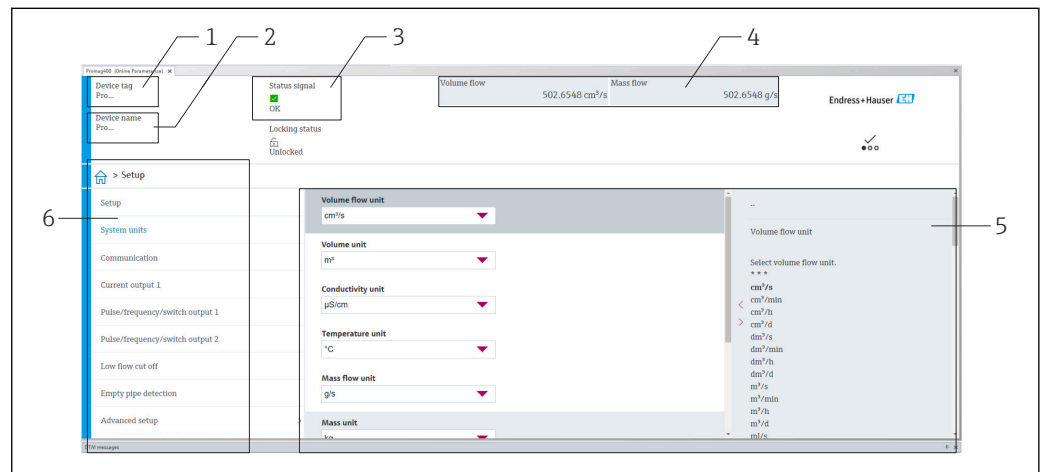 1
2
3
4
Promag400 (Online Parameterize) ×
×
Device tag
Pro...
Status signal
OK
Volume flow
502.6548 cm³/s
Mass flow
502.6548 g/s
Endress+Hauser EH
Device name
Pro...
Locking status
Unlocked
> Setup
6
5
Setup
System units
Communication
Current output 1
Pulse/frequency/switch output 1
Pulse/frequency/switch output 2
Low flow cut off
Empty pipe detection
Advanced setup >
Volume flow unit
cm³/s
Volume unit
m³
Conductivity unit
µS/cm
Temperature unit
°C
Mass flow unit
g/s
Mass unit
kg
..
Volume flow unit
Select volume flow unit.
* * *
cm³/s
cm³/min
cm³/h
cm³/d
dm³/s
dm³/min
dm³/h
dm³/d
m³/s
m³/min
m³/h
m³/d
ml/s
<
>
DTM messages